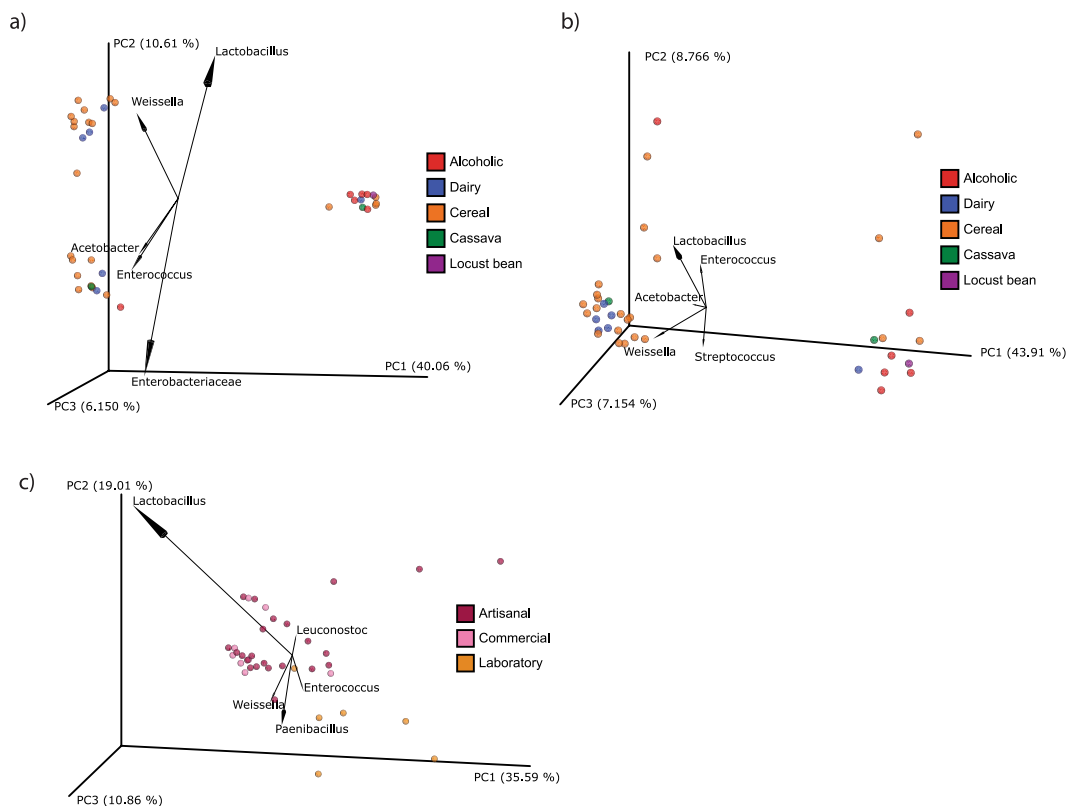 a)
PC2 (10.61 %)
Lactobacillus
Weissella
Acetobacter
Enterococcus
Enterobacteriaceae
PC1 (40.06 %)
PC3 (6.150 %)
Alcoholic
Dairy
Cereal
Cassava
Locust bean
b)
PC2 (8.766 %)
Lactobacillus
Enterococcus
Acetobacter
Weissella
Streptococcus
PC1 (43.91 %)
PC3 (7.154 %)
Alcoholic
Dairy
Cereal
Cassava
Locust bean
c)
PC2 (19.01 %)
Lactobacillus
Leuconostoc
Enterococcus
Weissella
Paenibacillus
PC1 (35.59 %)
PC3 (10.86 %)
Artisanal
Commercial
Laboratory